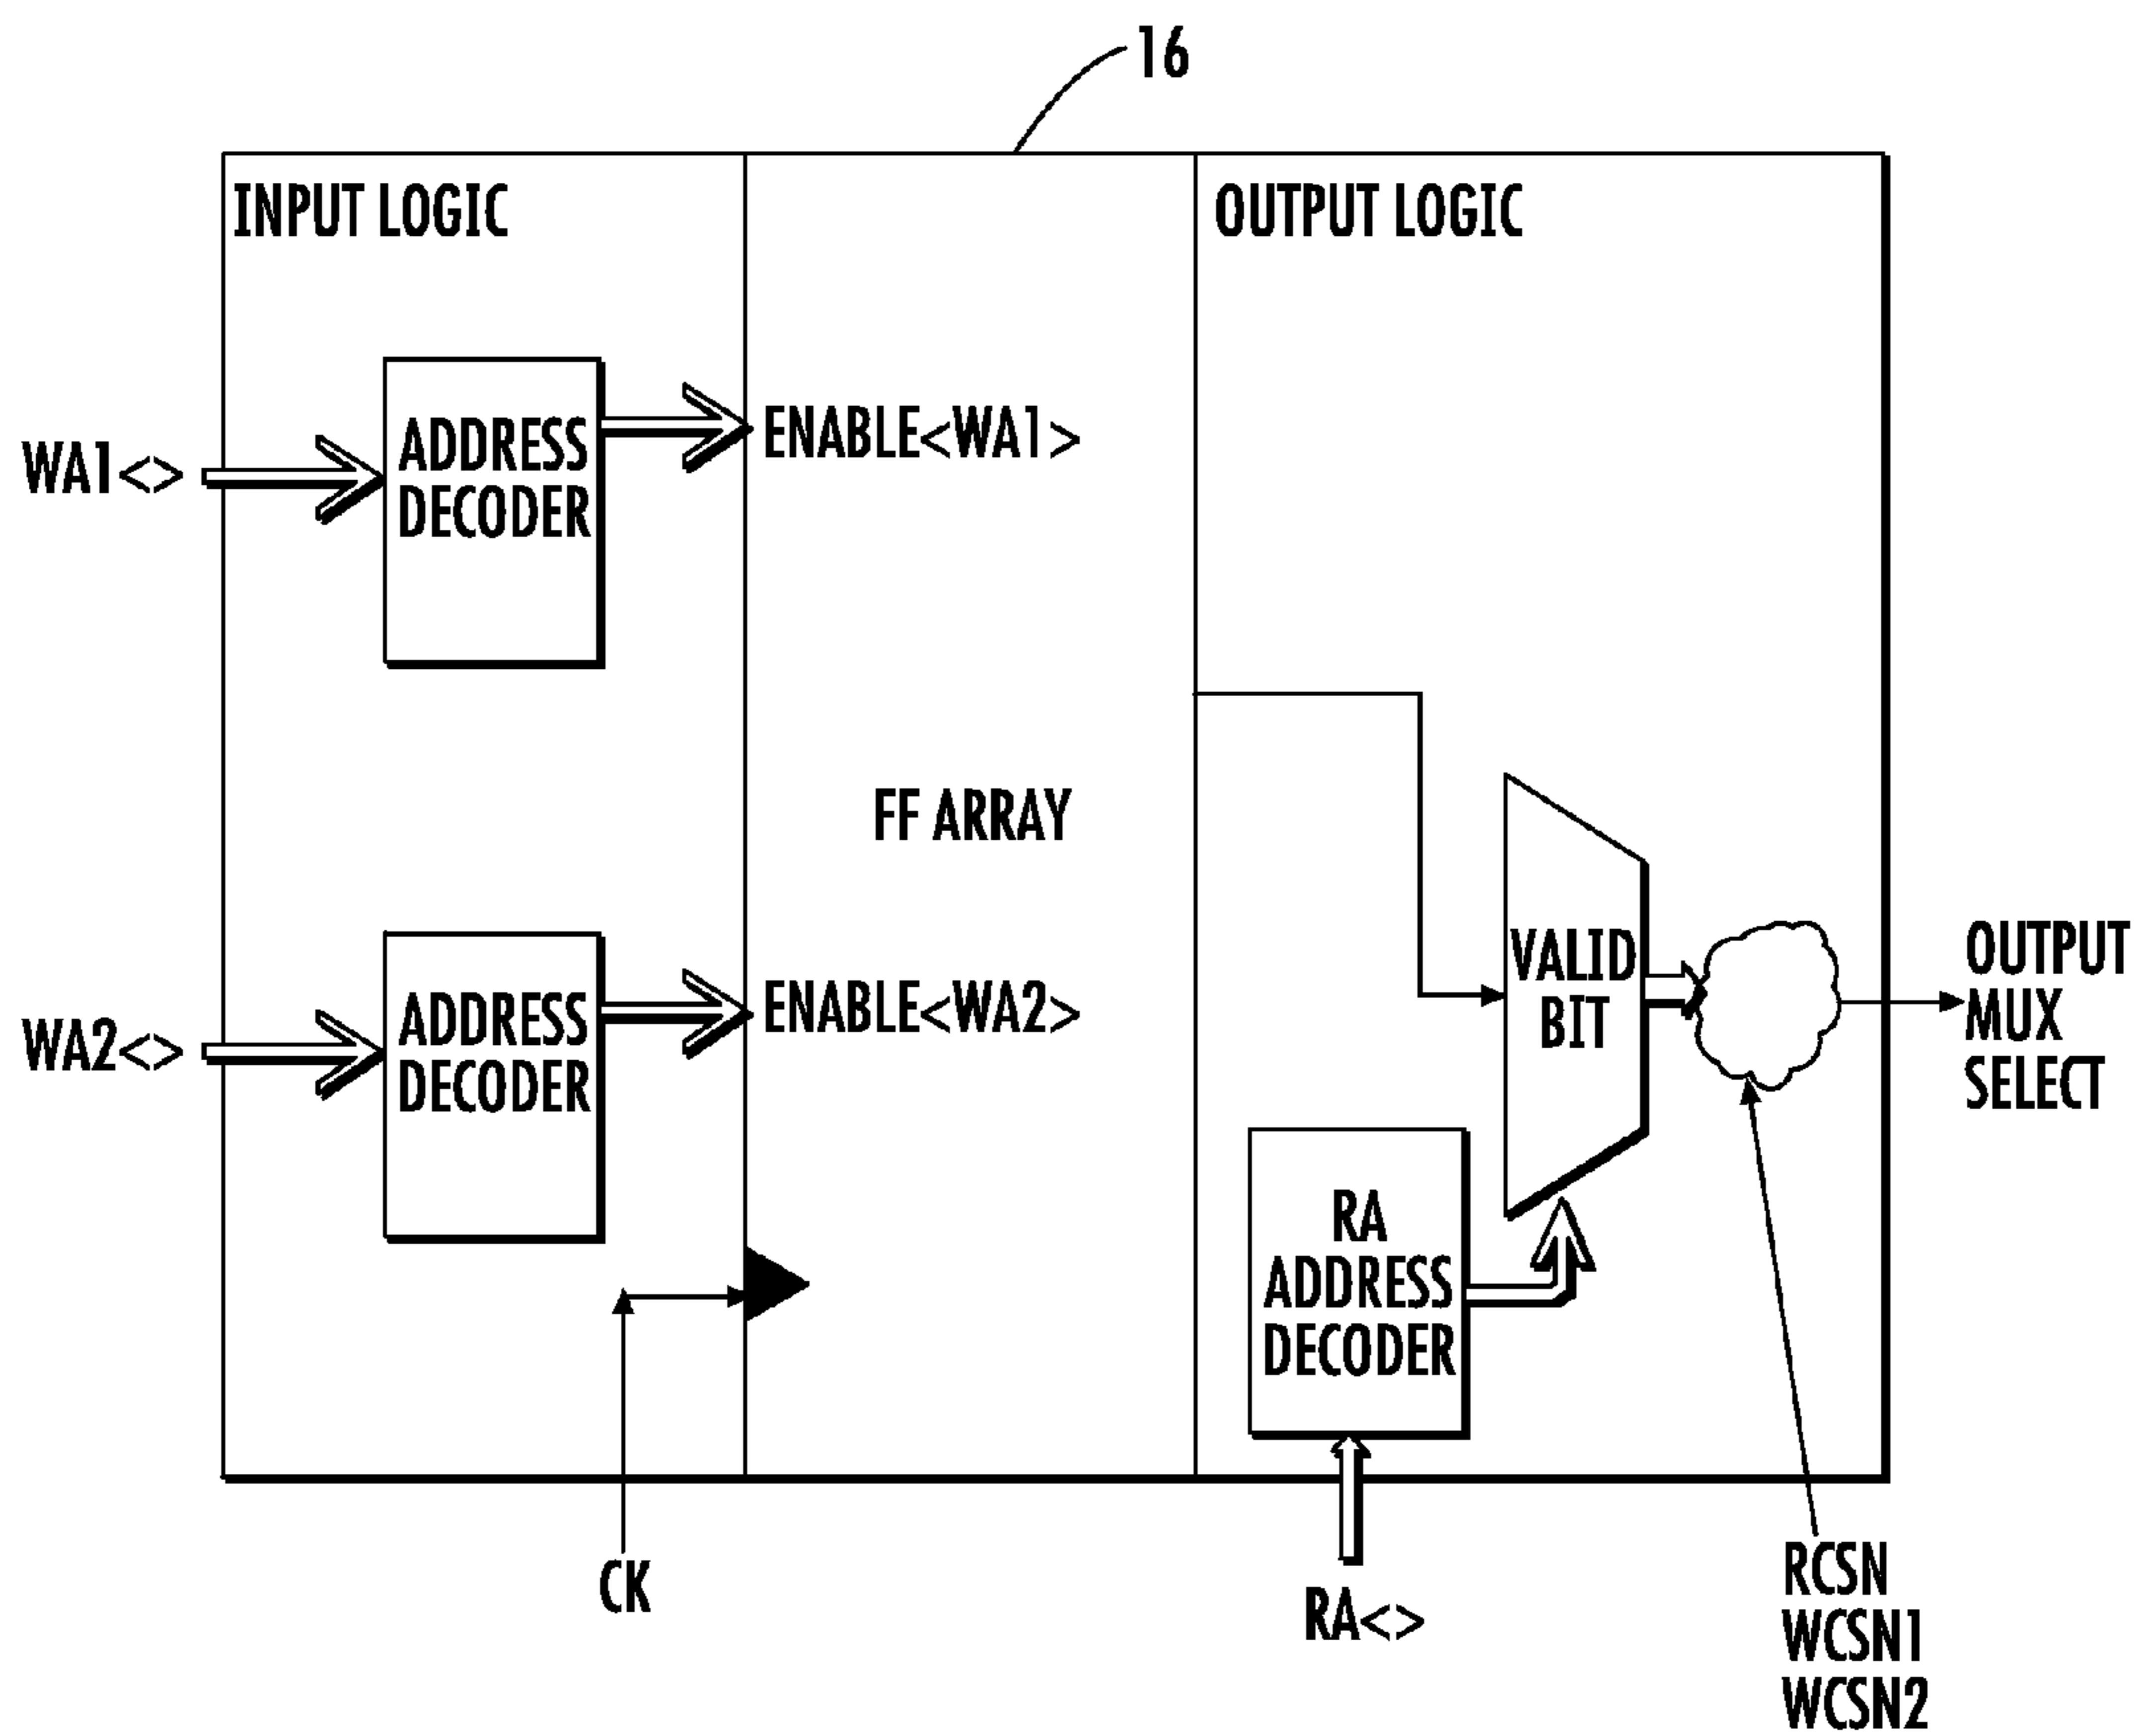 16
INPUT LOGIC
OUTPUT LOGIC
WA1<>
ADDRESS
DECODER
ENABLE<WA1>
FF ARRAY
WA2<>
ADDRESS
DECODER
ENABLE<WA2>
VALID
BIT
OUTPUT
MUX
SELECT
RA
ADDRESS
DECODER
CK
RA<>
RCSN
WCSN1
WCSN2